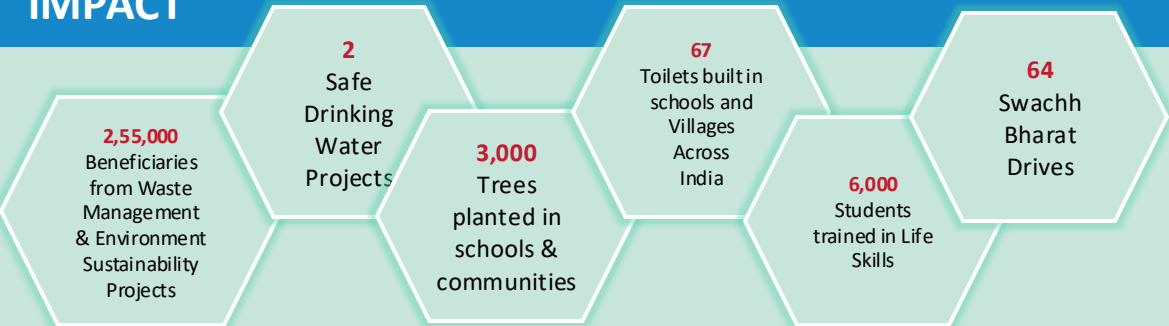 IMPACT
2,55,000
Beneficiaries
from Waste
Management
& Environment
Sustainability
Projects
2
Safe
Drinking
Water
Projects
3,000
Trees
planted in
schools &
communities
67
Toilets built in
schools and
Villages
Across
India
6,000
Students
trained in Life
Skills
64
Swachh
Bharat
Drives